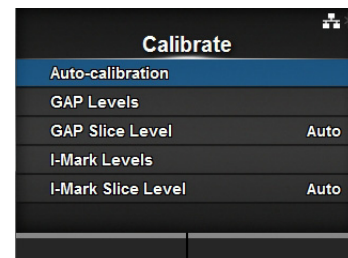 Calibrate
Auto-calibration
GAP Levels
GAP Slice Level Auto
I-Mark Levels
I-Mark Slice Level Auto